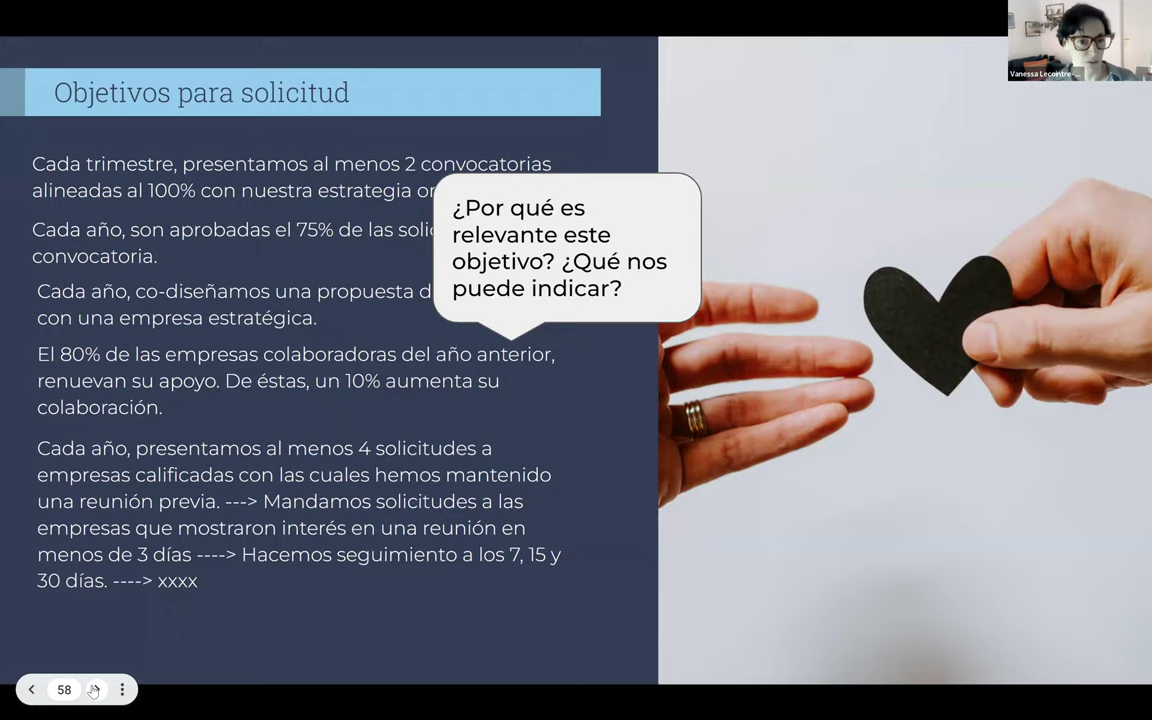 Vanessa Lecointre-...
Objetivos para solicitud
Cada trimestre, presentamos al menos 2 convocatorias
alineadas al 100% con nuestra estrategia
Cada año, son aprobadas el 75% de las
convocatoria.
Cada año, co-diseñamos una propuesta
con una empresa estratégica.
¿Por qué es
relevante este
objetivo? ¿Qué nos
puede indicar?
El 80% de las empresas colaboradoras del año anterior,
renuevan su apoyo. De éstas, un 10% aumenta su
colaboración.
Cada año, presentamos al menos 4 solicitudes a
empresas calificadas con las cuales hemos mantenido
una reunión previa. ---> Mandamos solicitudes a las
empresas que mostraron interés en una reunión en
menos de 3 días ----> Hacemos seguimiento a los 7, 15 y
30 días. ----> xxxx
58